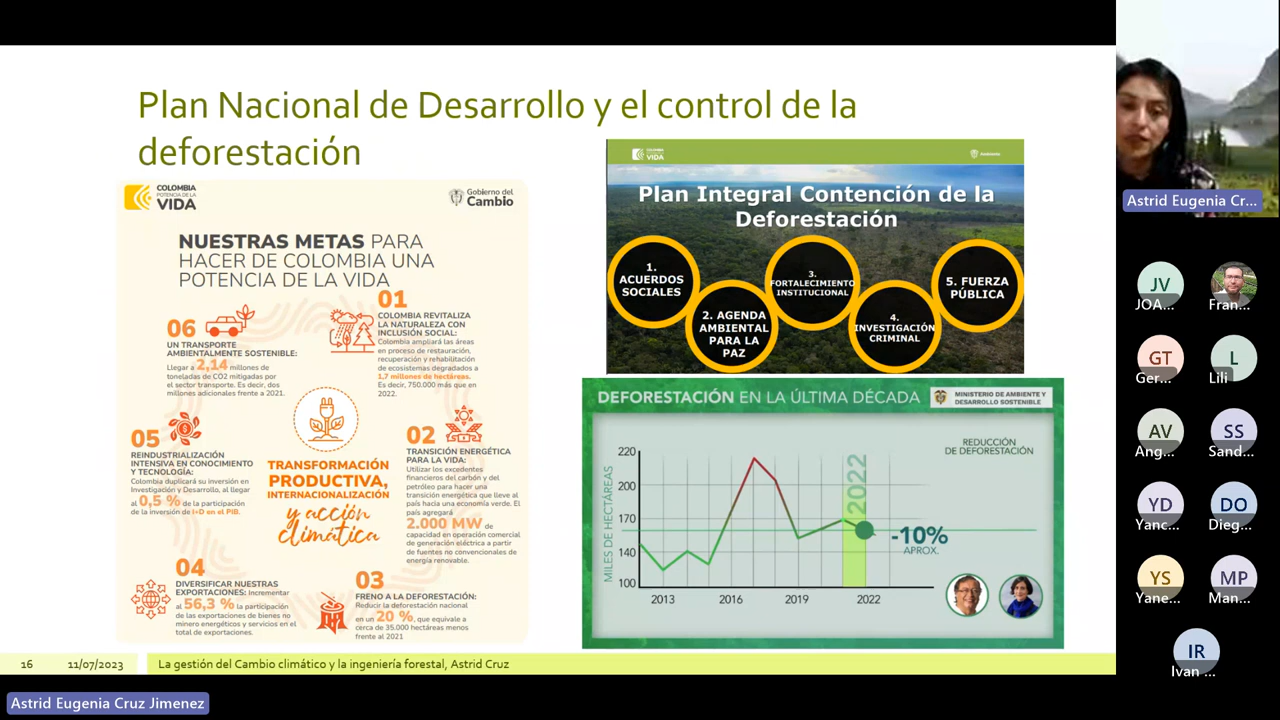 Plan Nacional de Desarrollo y el control de la
deforestación
COLOMBIA
POTENCIA DE LA
VIDA
Gobierno del
Cambio
NUESTRAS METAS PARA
HACER DE COLOMBIA UNA
POTENCIA DE LA VIDA
01
COLOMBIA REVITALIZA
LA NATURALEZA CON
INCLUSIÓN SOCIAL:
Colombia ampliará las áreas
en proceso de restauración,
recuperación y rehabilitación
de ecosistemas degradados a
1,7 millones de hectáreas.
Es decir, 750.000 más que en
2022.
06
UN TRANSPORTE
AMBIENTALMENTE SOSTENIBLE:
Llegar a 2,14 millones de
toneladas de CO2 mitigadas por
el sector transporte. Es decir, dos
millones adicionales frente a 2021.
05
REINDUSTRIALIZACIÓN
INTENSIVA EN CONOCIMIENTO
Y TECNOLOGÍA:
Colombia duplicará su inversión en
Investigación y Desarrollo, al llegar
al 0,5 % de la participación
de la inversión de I+D en el PIB.
TRANSFORMACIÓN
PRODUCTIVA,
INTERNACIONALIZACIÓN
y acción
climática
02
TRANSICIÓN ENERGÉTICA
PARA LA VIDA:
Utilizar los excedentes
financieros del carbón y del
petróleo para hacer una
transición energética que lleve al
país hacia una economía verde. El
país agregará
2.000 MW de
capacidad en operación comercial
de generación eléctrica a partir
de fuentes no convencionales de
energía renovable.
04
DIVERSIFICAR NUESTRAS
EXPORTACIONES: Incrementar
al 56,3 % la participación
de las exportaciones de bienes no
minero energéticos y servicios en el
total de exportaciones.
03
FRENO A LA DEFORESTACIÓN:
Reducir la deforestación nacional
en un 20 %, que equivale a
cerca de 35.000 hectáreas menos
frente al 2021
COLOMBIA
VIDA
Ambiente
Plan Integral Contención de la
Deforestación
1.
ACUERDOS
SOCIALES
2. AGENDA
AMBIENTAL
PARA LA
PAZ
3.
FORTALECIMIENTO
INSTITUCIONAL
4.
INVESTIGACIÓN
CRIMINAL
5. FUERZA
PÚBLICA
DEFORESTACIÓN EN LA ÚLTIMA DÉCADA
MINISTERIO DE AMBIENTE Y
DESARROLLO SOSTENIBLE
REDUCCIÓN
DE DEFORESTACIÓN
MILES DE HECTÁREAS
220
200
170
140
100
2022
-10%
APROX.
2013
2016
2019
2022
16
11/07/2023
La gestión del Cambio climático y la ingeniería forestal, Astrid Cruz
Astrid Eugenia Cruz Jimenez
Astrid Eugenia Cr...
JV
JOA...
Fran...
GT
Ger...
L
Lili
AV
Ang...
SS
Sand...
YD
Yanc...
DO
Dieg...
YS
Yane...
MP
Man...
IR
Ivan ...